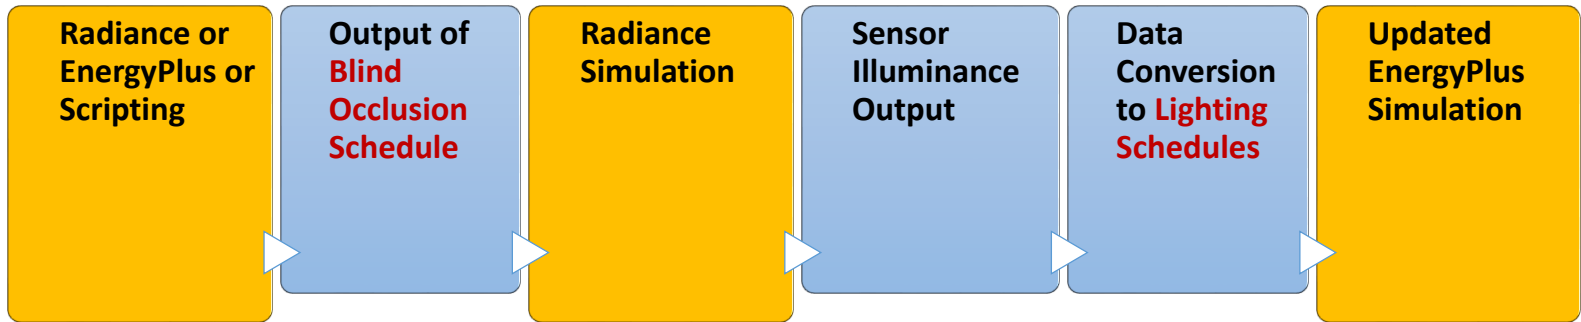 Radiance or
EnergyPlus or
Scripting
Output of
Blind
Occlusion
Schedule
Radiance
Simulation
Sensor
Illuminance
Output
Data
Conversion
to Lighting
Schedules
Updated
EnergyPlus
Simulation